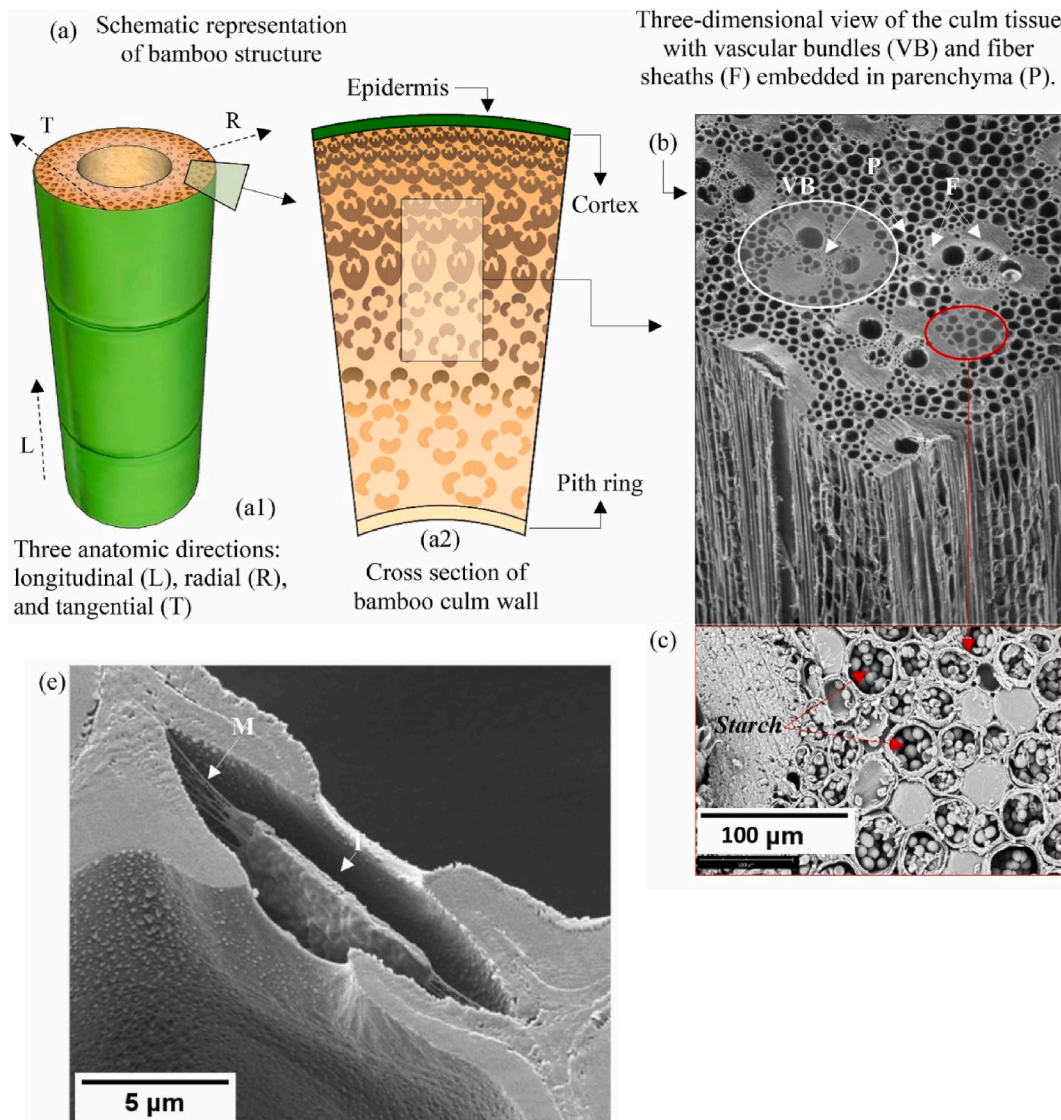 (a)
Schematic representation
of bamboo structure
T
R
L
(a1)
Three anatomic directions:
longitudinal (L), radial (R),
and tangential (T)
Epidermis
Cortex
Pith ring
(a2)
Cross section of
bamboo culm wall
Three-dimensional view of the culm tissue
with vascular bundles (VB) and fiber
sheaths (F) embedded in parenchyma (P).
(b)
P
VB
F
(c)
Starch
100 µm
(e)
M
5 µm